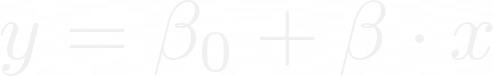 y = β₀ + β · x